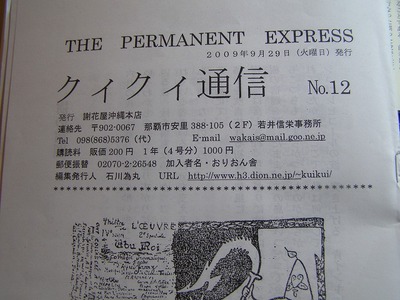 THE PERMANENT EXPRESS
2009年9月29日（火曜日）発行
クィクィ通信 No.12
発行 謝花屋沖縄本店
連絡先 〒902-0067 那覇市安里388-105（2F）若井信栄事務所
Tel 098(868)5376（代） E-mail wakais@mail.goo.ne.jp
購読料 販価200円 1年（4号分）1000円
郵便振替 02070-2-26548 加入者名・おりおん舎
編集発行人 石川為丸 URL http://www.h3.dion.ne.jp/~kuikui/
L'ŒUVRE
Ubu Roi